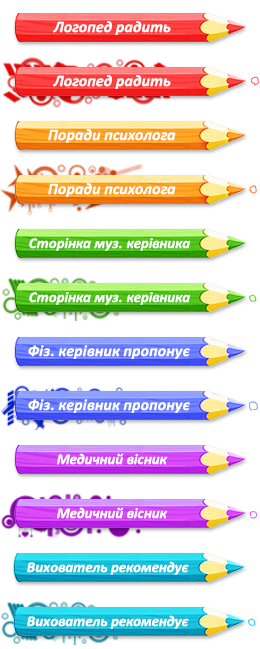 Логопед радить
Логопед радить
Поради психолога
Поради психолога
Сторінка муз. керівника
Сторінка муз. керівника
Фіз. керівник пропонує
Фіз. керівник пропонує
Медичний вісник
Медичний вісник
Вихователь рекомендує
Вихователь рекомендує